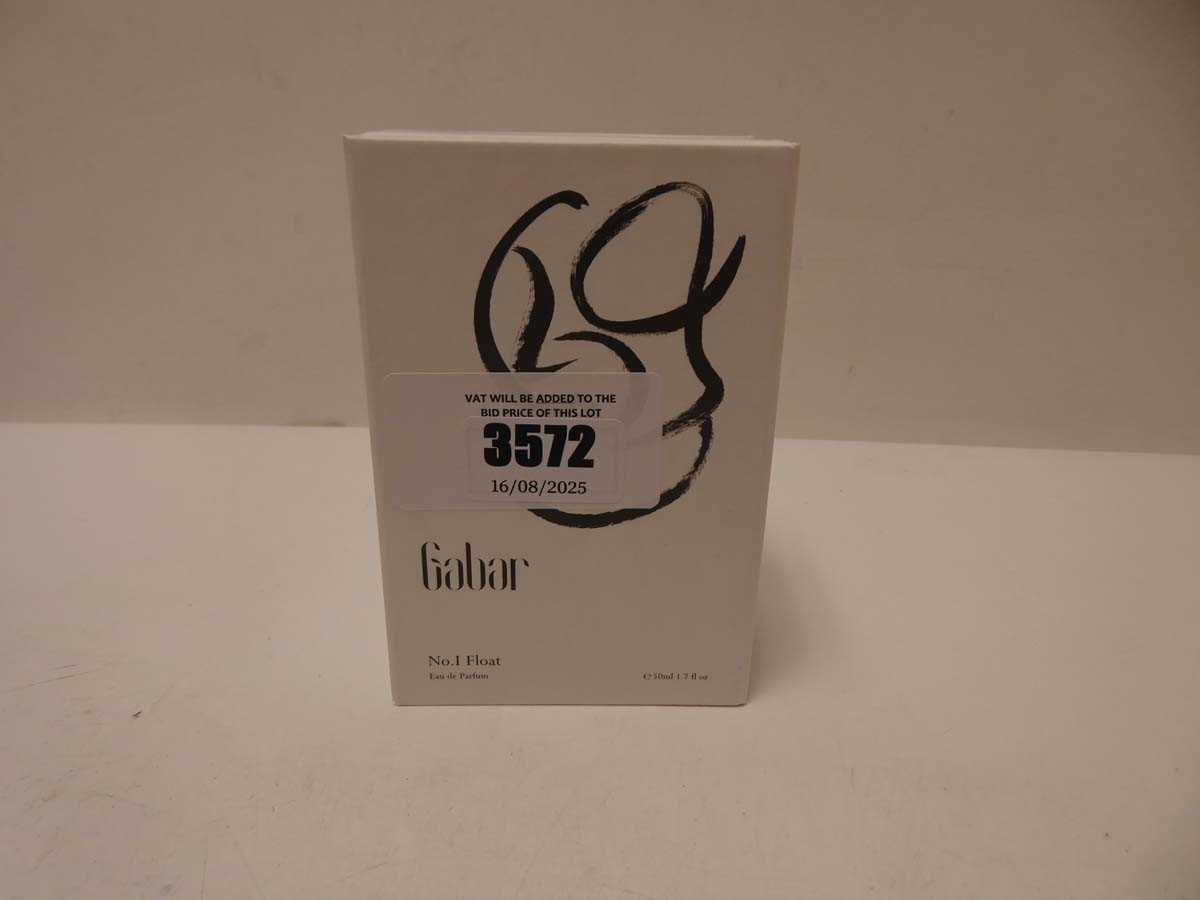 VAT WILL BE ADDED TO THE
BID PRICE OF THIS LOT
3572
16/08/2025
Gabar
No.I Float
Eau de Parfum
℮50ml 1.7 fl oz